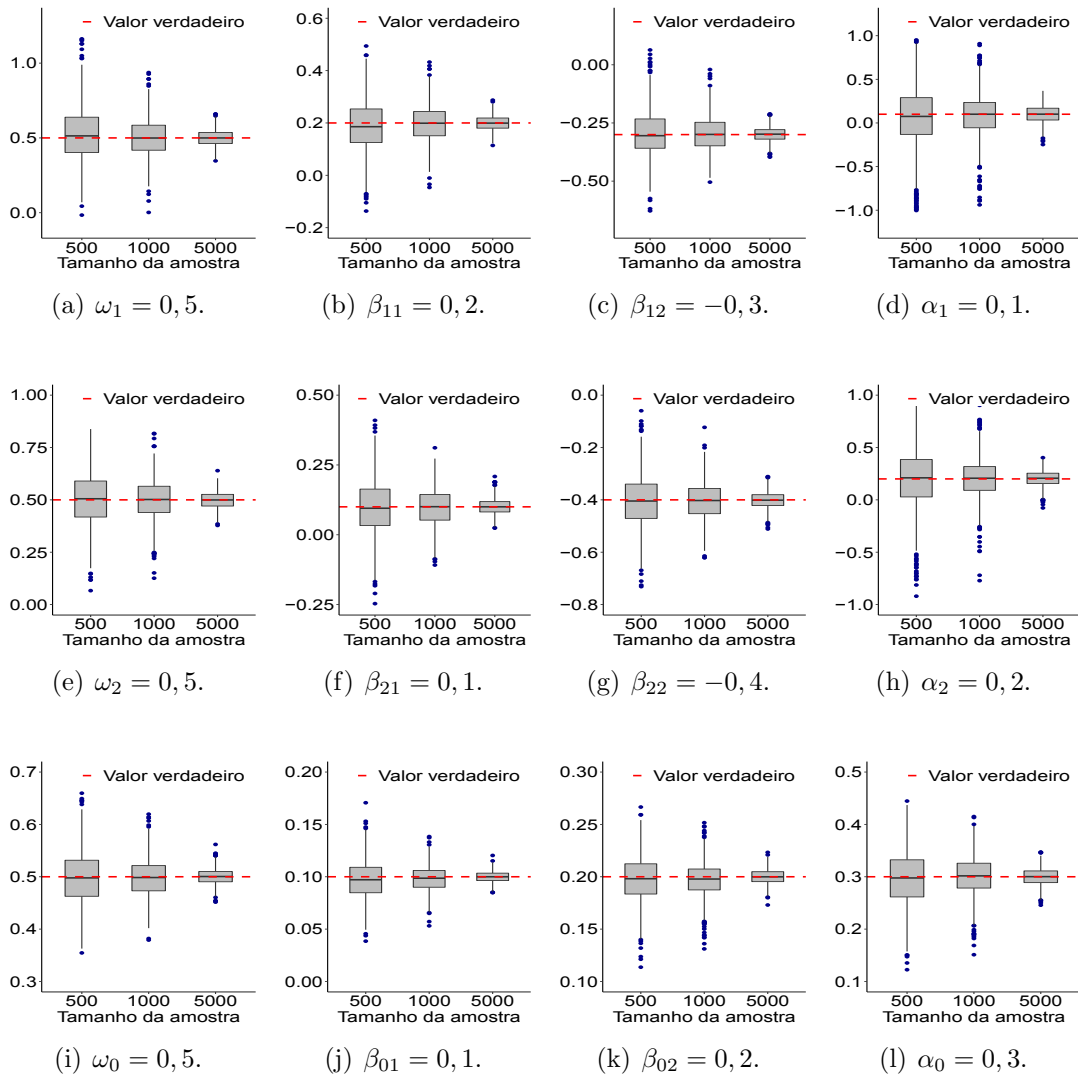 Valor verdadeiro
1.0
0.5
0.0
500 1000 5000
Tamanho da amostra
(a) ω₁ = 0, 5.
Valor verdadeiro
0.6
0.4
0.2
0.0
−0.2
500 1000 5000
Tamanho da amostra
(b) β₁₁ = 0, 2.
Valor verdadeiro
0.00
−0.30
−0.50
500 1000 5000
Tamanho da amostra
(c) β₁₂ = −0, 3.
Valor verdadeiro
1.0
0.5
0.0
−0.5
−1.0
500 1000 5000
Tamanho da amostra
(d) α₁ = 0, 1.
Valor verdadeiro
1.00
0.75
0.50
0.25
0.00
500 1000 5000
Tamanho da amostra
(e) ω₂ = 0, 5.
Valor verdadeiro
0.50
0.25
0.00
−0.25
500 1000 5000
Tamanho da amostra
(f) β₂₁ = 0, 1.
Valor verdadeiro
0.0
−0.2
−0.4
−0.6
−0.8
500 1000 5000
Tamanho da amostra
(g) β₂₂ = −0, 4.
Valor verdadeiro
1.0
0.5
0.0
−0.5
−1.0
500 1000 5000
Tamanho da amostra
(h) α₂ = 0, 2.
Valor verdadeiro
0.7
0.6
0.5
0.4
0.3
500 1000 5000
Tamanho da amostra
(i) ω₀ = 0, 5.
Valor verdadeiro
0.20
0.15
0.10
0.05
0.00
500 1000 5000
Tamanho da amostra
(j) β₀₁ = 0, 1.
Valor verdadeiro
0.30
0.25
0.20
0.15
0.10
500 1000 5000
Tamanho da amostra
(k) β₀₂ = 0, 2.
Valor verdadeiro
0.5
0.4
0.3
0.2
0.1
500 1000 5000
Tamanho da amostra
(l) α₀ = 0, 3.